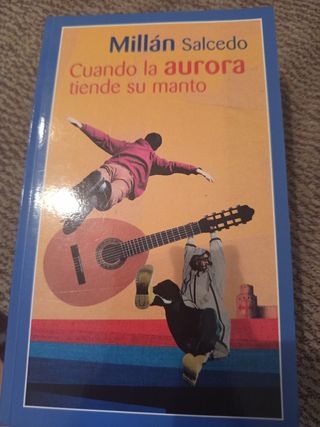 Millán Salcedo
Cuando la aurora
tiende su manto